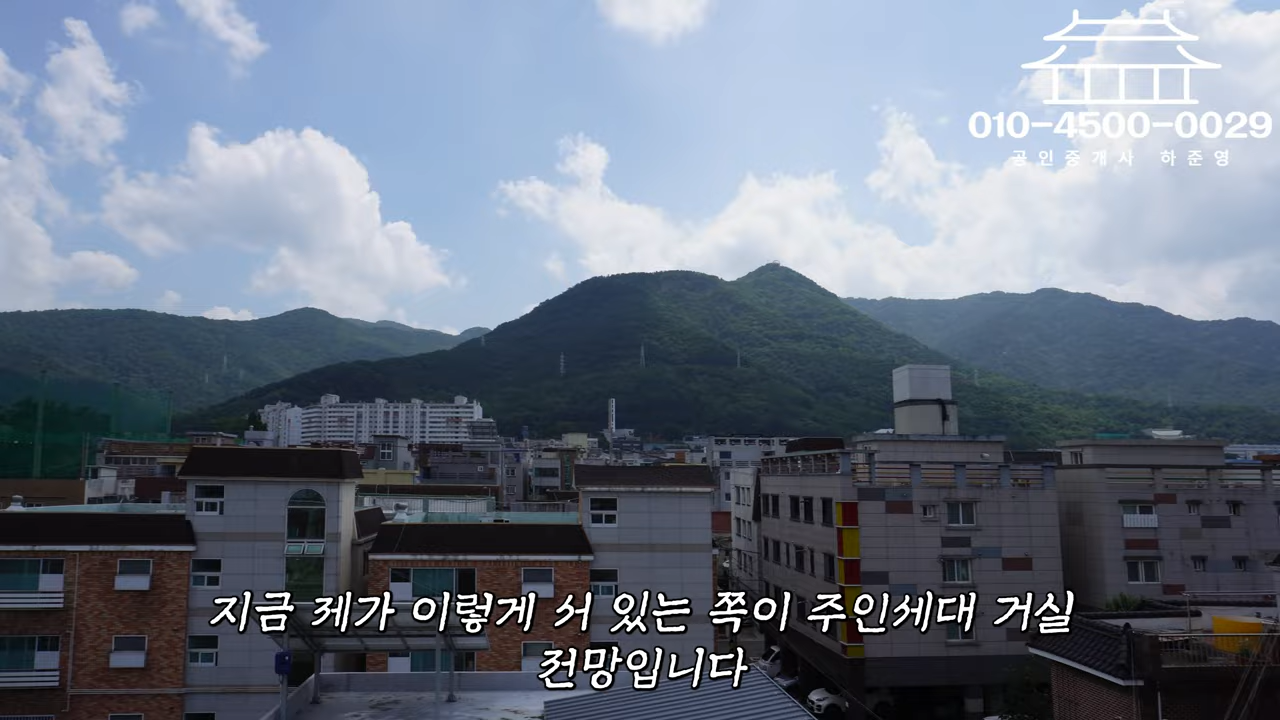 010-4500-0029
공인중개사 하준영
지금 제가 이렇게 서 있는 쪽이 주인세대 거실
전망입니다